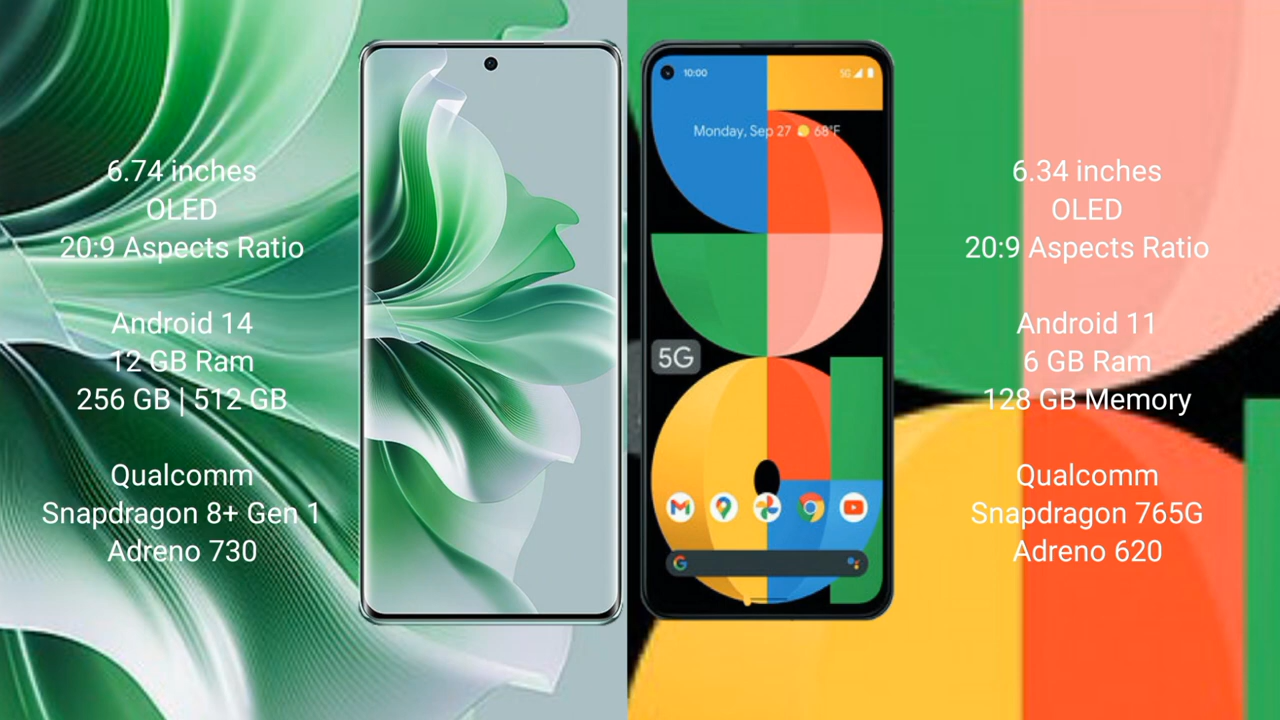 6.74 inches
OLED
20:9 Aspects Ratio
Android 14
12 GB Ram
256 GB | 512 GB
Qualcomm
Snapdragon 8+ Gen 1
Adreno 730
10:00
5G
Monday, Sep 27 68°F
5G
6.34 inches
OLED
20:9 Aspects Ratio
Android 11
6 GB Ram
128 GB Memory
Qualcomm
Snapdragon 765G
Adreno 620